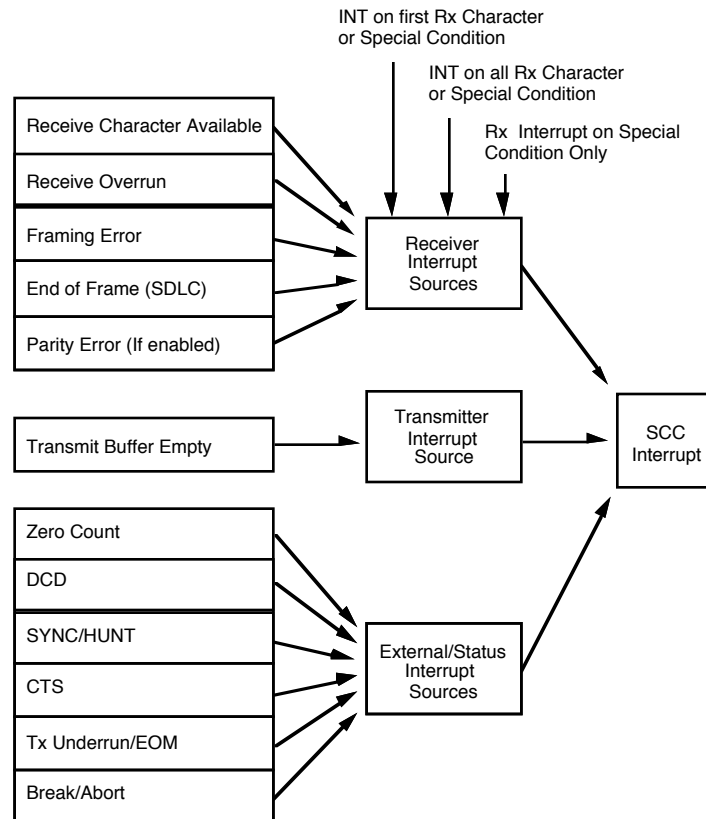 INT on first Rx Character
or Special Condition
INT on all Rx Character
or Special Condition
Rx Interrupt on Special
Condition Only
Receive Character Available
Receive Overrun
Framing Error
End of Frame (SDLC)
Parity Error (If enabled)
Receiver
Interrupt
Sources
Transmit Buffer Empty
Transmitter
Interrupt
Source
SCC
Interrupt
Zero Count
DCD
SYNC/HUNT
CTS
Tx Underrun/EOM
Break/Abort
External/Status
Interrupt
Sources